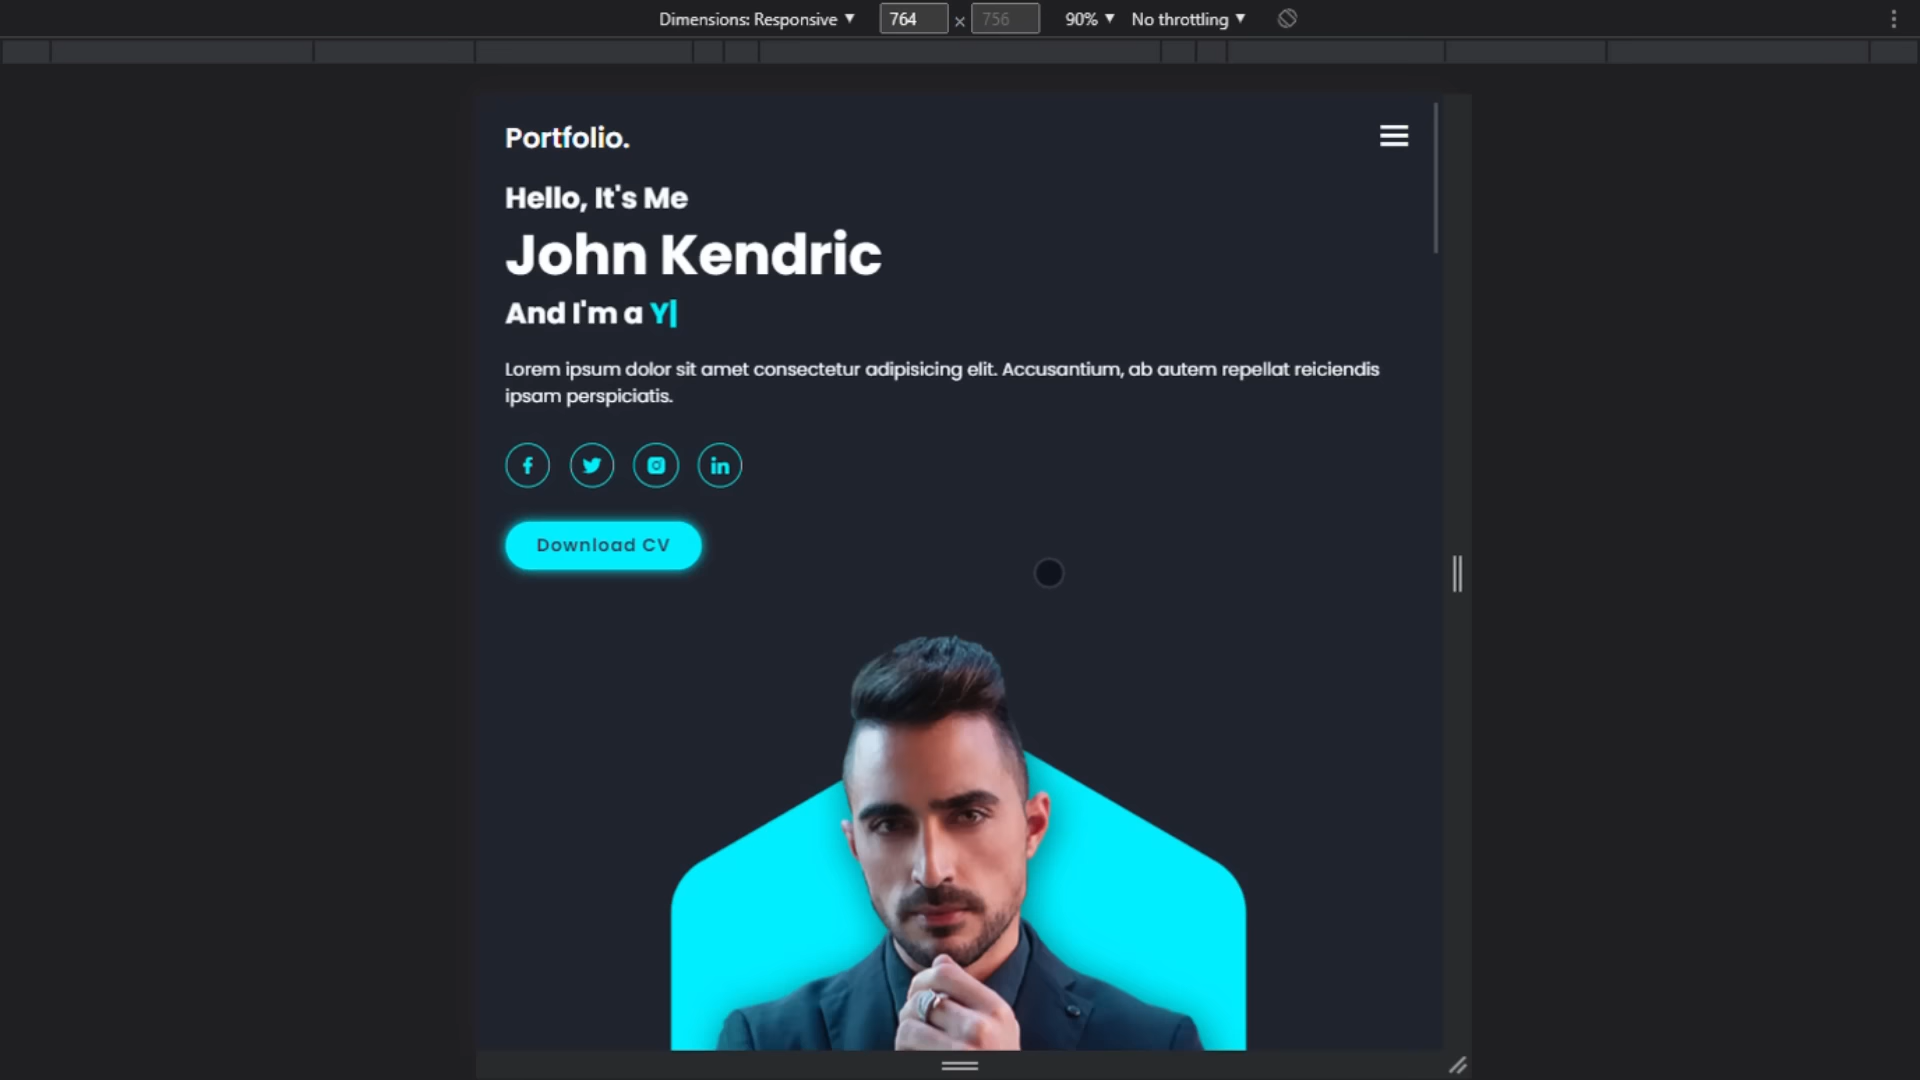 Dimensions: Responsive ▼ 764 × 756 90% ▼ No throttling ▼
Portfolio.
Hello, It's Me
John Kendric
And I'm a Y|
Lorem ipsum dolor sit amet consectetur adipisicing elit. Accusantium, ab autem repellat reiciendis
ipsam perspiciatis.
Download CV